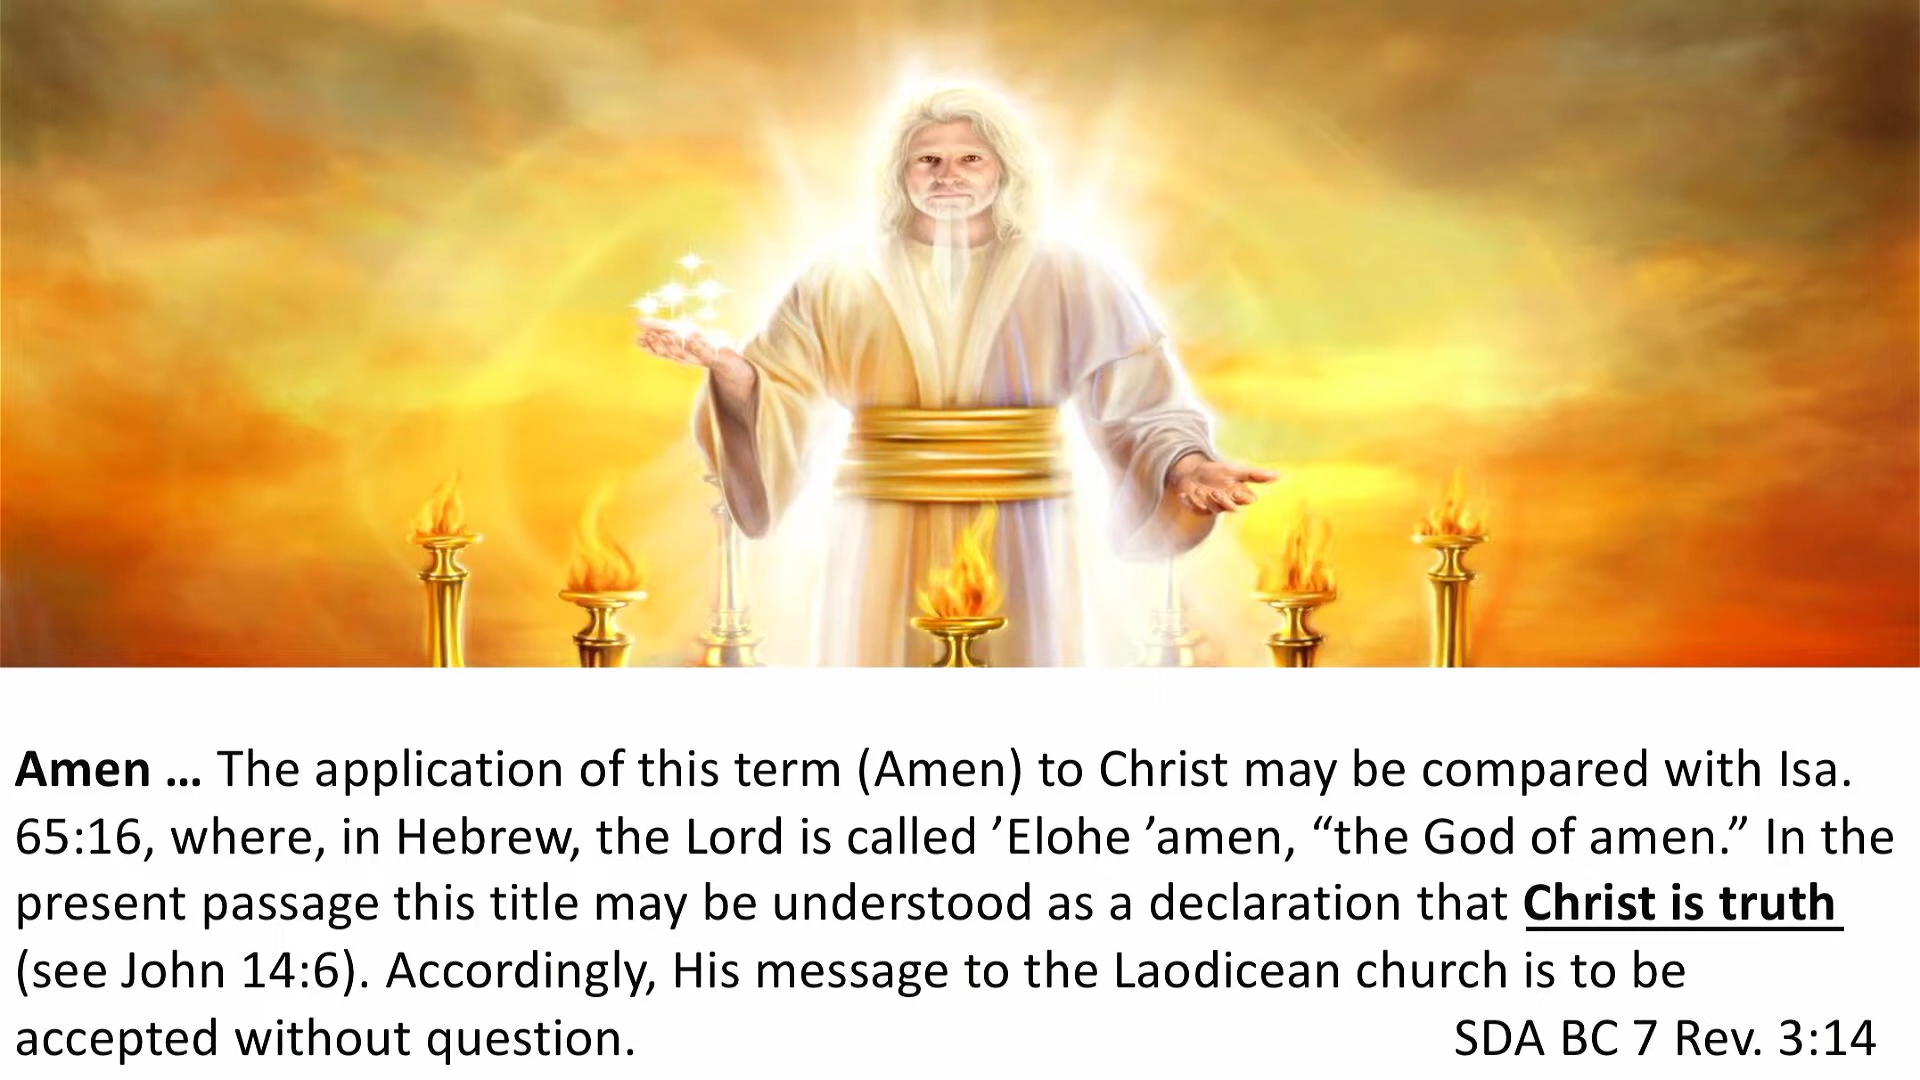 Amen … The application of this term (Amen) to Christ may be compared with Isa.
65:16, where, in Hebrew, the Lord is called ’Elohe ’amen, “the God of amen.” In the
present passage this title may be understood as a declaration that Christ is truth
(see John 14:6). Accordingly, His message to the Laodicean church is to be
accepted without question. SDA BC 7 Rev. 3:14